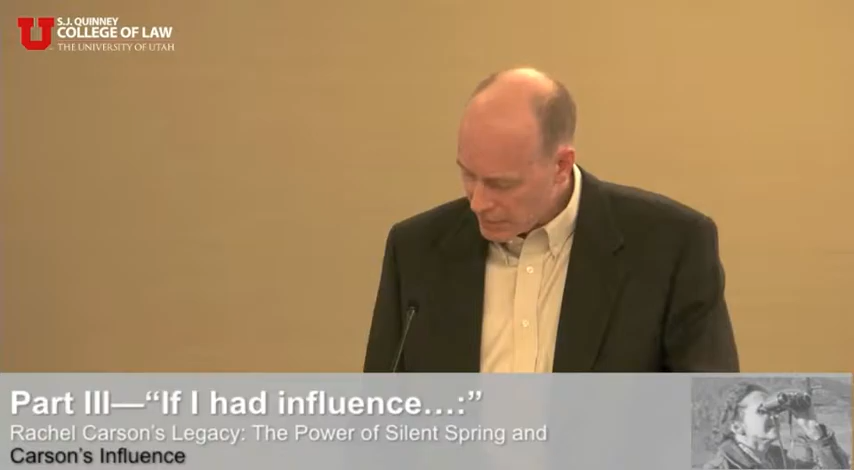 S.J. QUINNEY
COLLEGE OF LAW
THE UNIVERSITY OF UTAH
Part III—“If I had influence…:”
Rachel Carson’s Legacy: The Power of Silent Spring and
Carson’s Influence